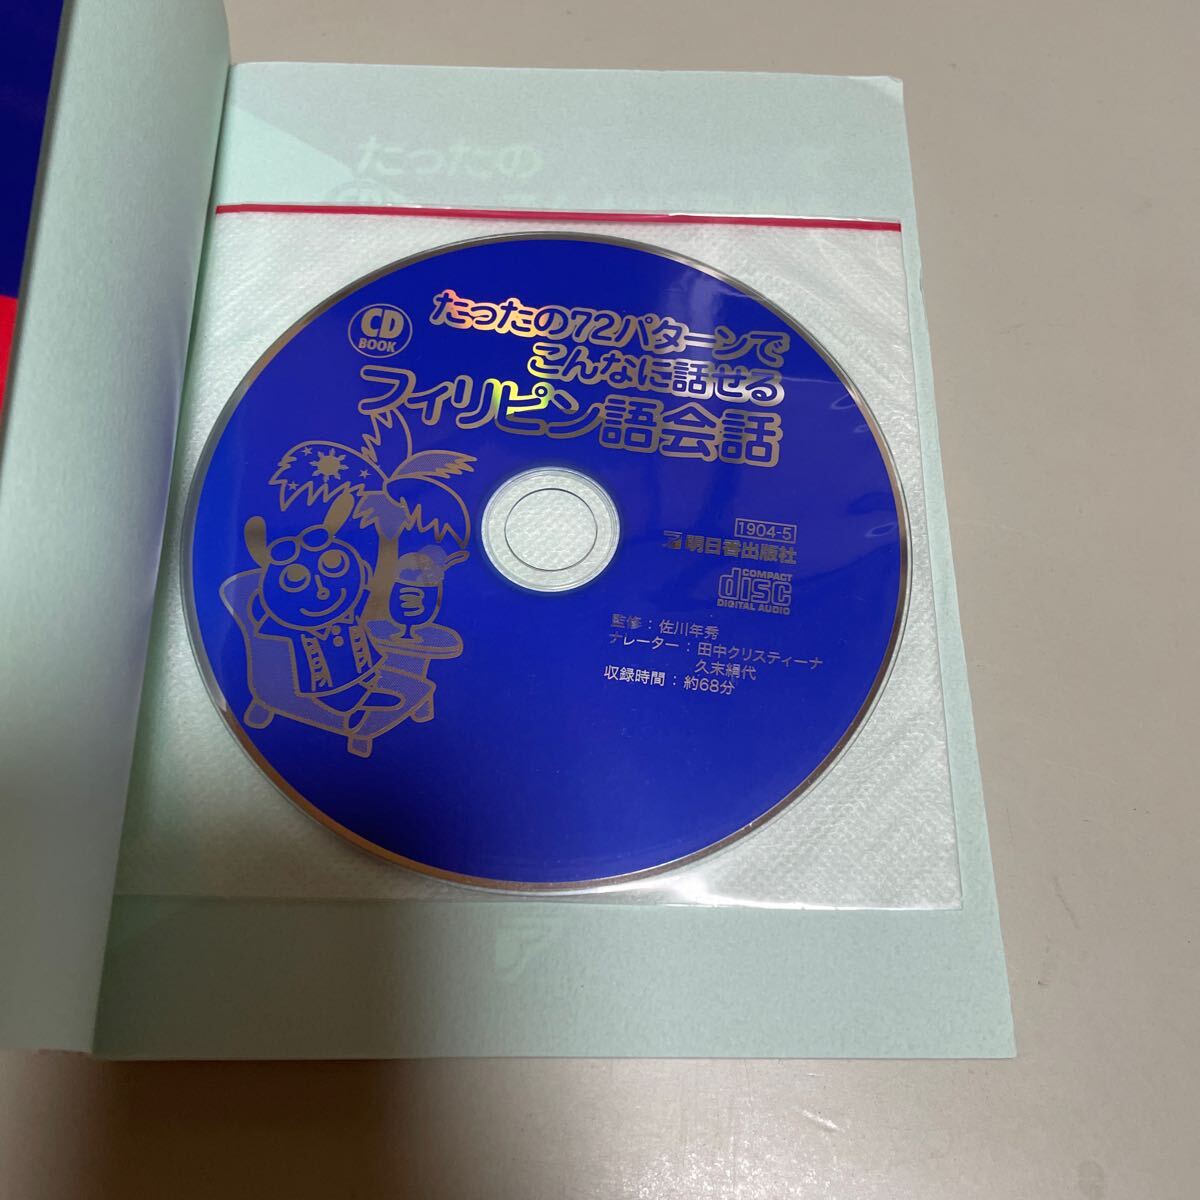 たったの
CD
BOOK
たったの72パターンで
こんなに話せる
フィリピン語会話
1904-5
明日香出版社
COMPACT
disc
DIGITAL AUDIO
監修：佐川年秀
ナレーター：田中クリスティーナ
久末絹代
収録時間：約68分